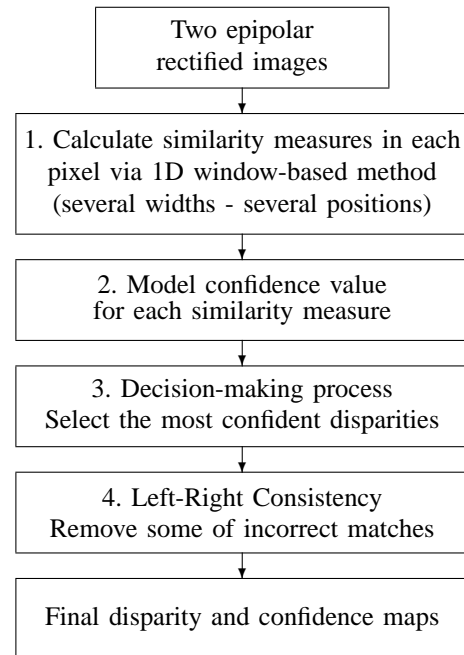 Two epipolar
rectified images
1. Calculate similarity measures in each
pixel via 1D window-based method
(several widths - several positions)
2. Model confidence value
for each similarity measure
3. Decision-making process
Select the most confident disparities
4. Left-Right Consistency
Remove some of incorrect matches
Final disparity and confidence maps